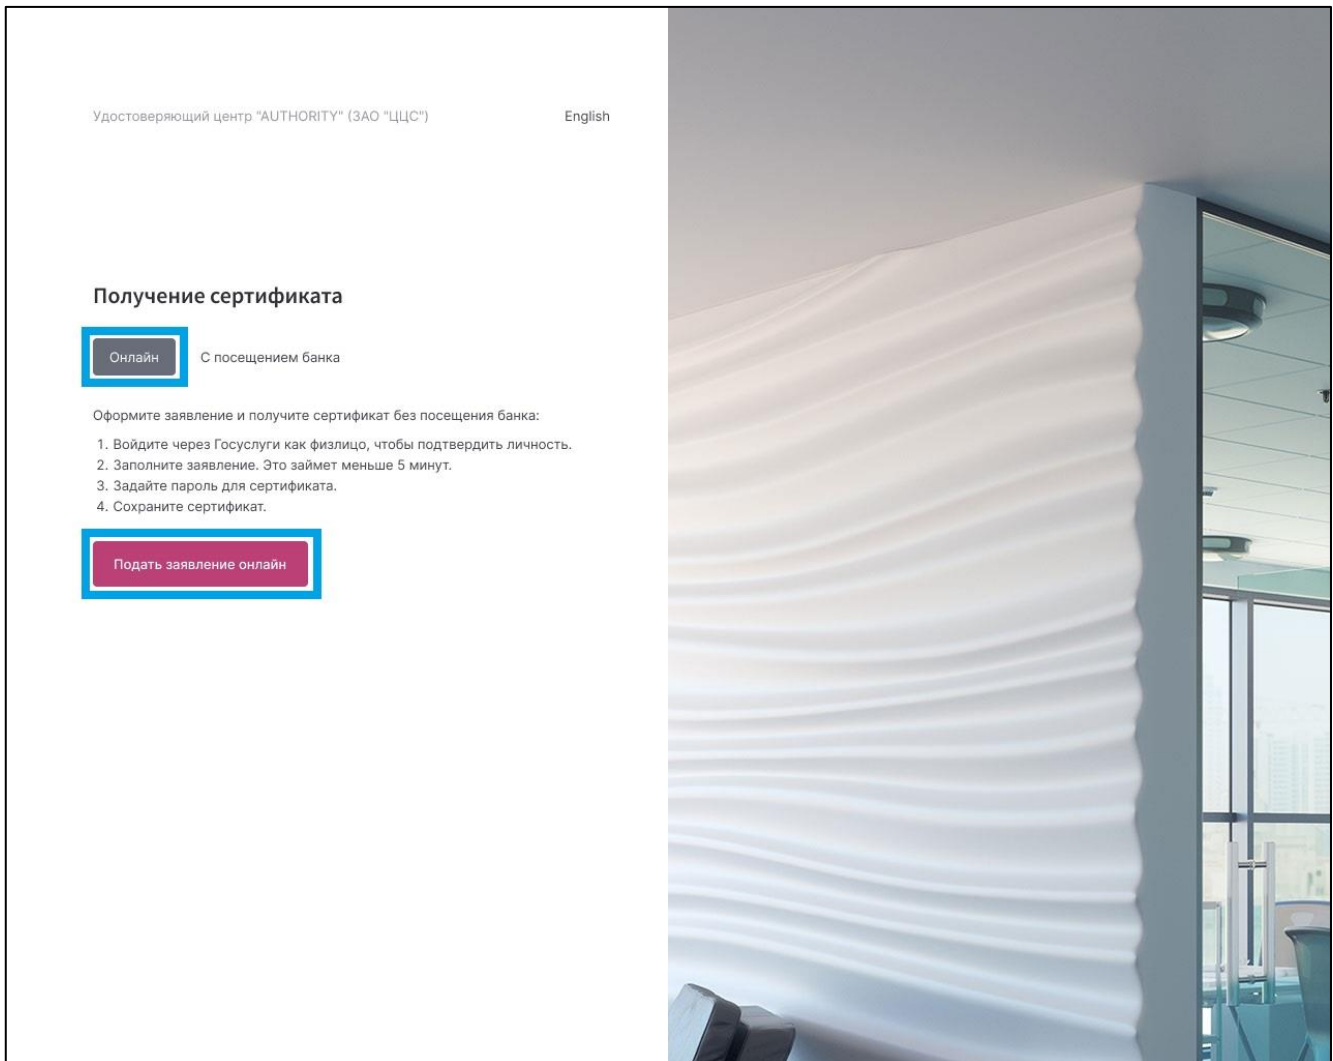 Удостоверяющий центр "AUTHORITY" (ЗАО "ЦЦС")
English
Получение сертификата
Онлайн
С посещением банка
Оформите заявление и получите сертификат без посещения банка:
1. Войдите через Госуслуги как физлицо, чтобы подтвердить личность.
2. Заполните заявление. Это займет меньше 5 минут.
3. Задайте пароль для сертификата.
4. Сохраните сертификат.
Подать заявление онлайн